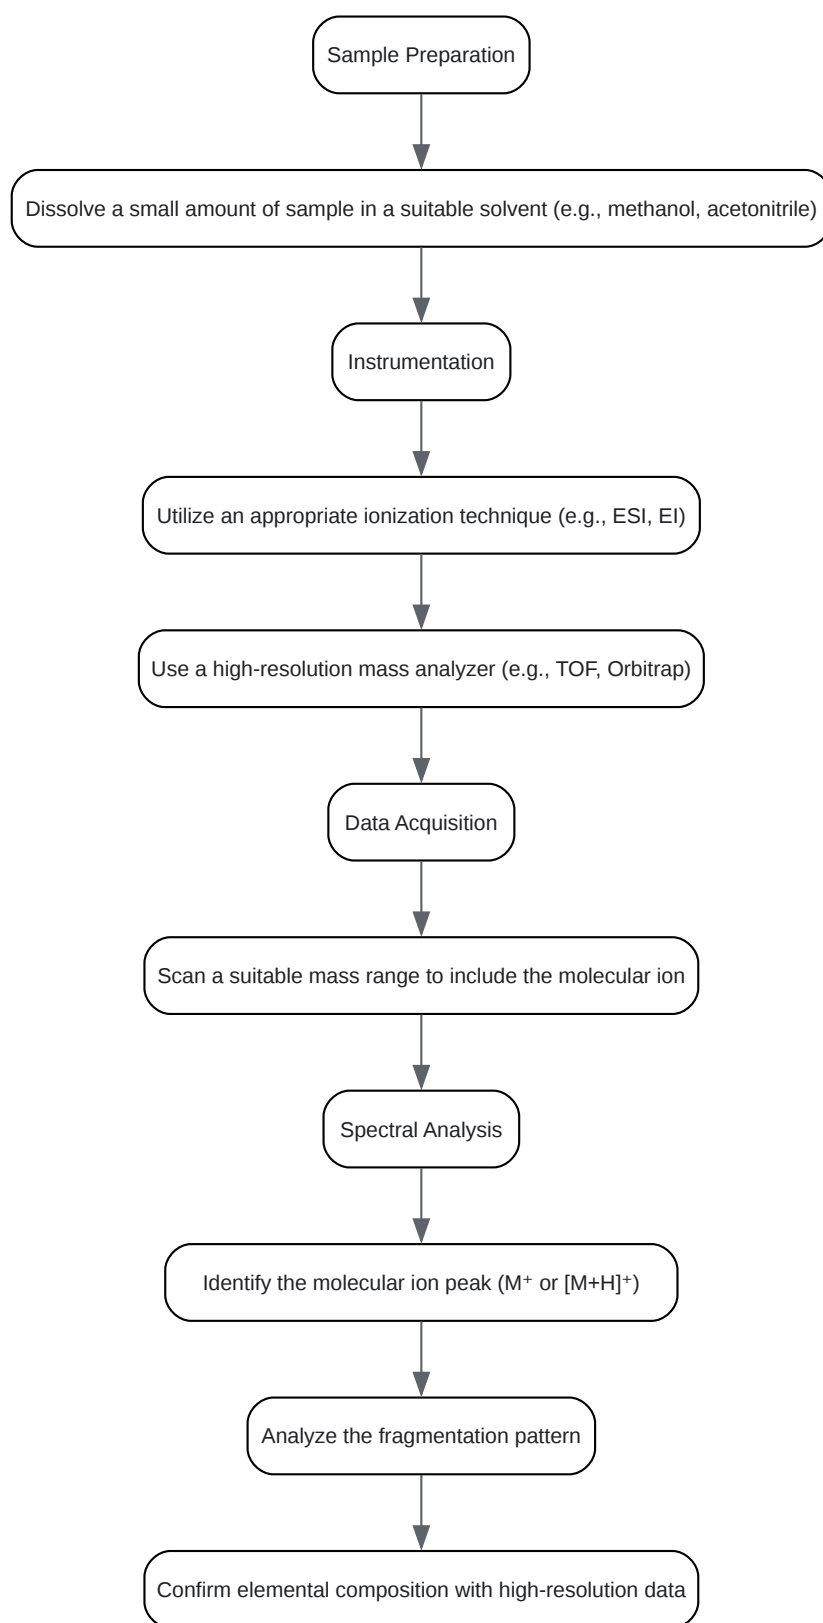 Sample Preparation
Dissolve a small amount of sample in a suitable solvent (e.g., methanol, acetonitrile)
Instrumentation
Utilize an appropriate ionization technique (e.g., ESI, EI)
Use a high-resolution mass analyzer (e.g., TOF, Orbitrap)
Data Acquisition
Scan a suitable mass range to include the molecular ion
Spectral Analysis
Identify the molecular ion peak (M⁺ or [M+H]⁺)
Analyze the fragmentation pattern
Confirm elemental composition with high-resolution data